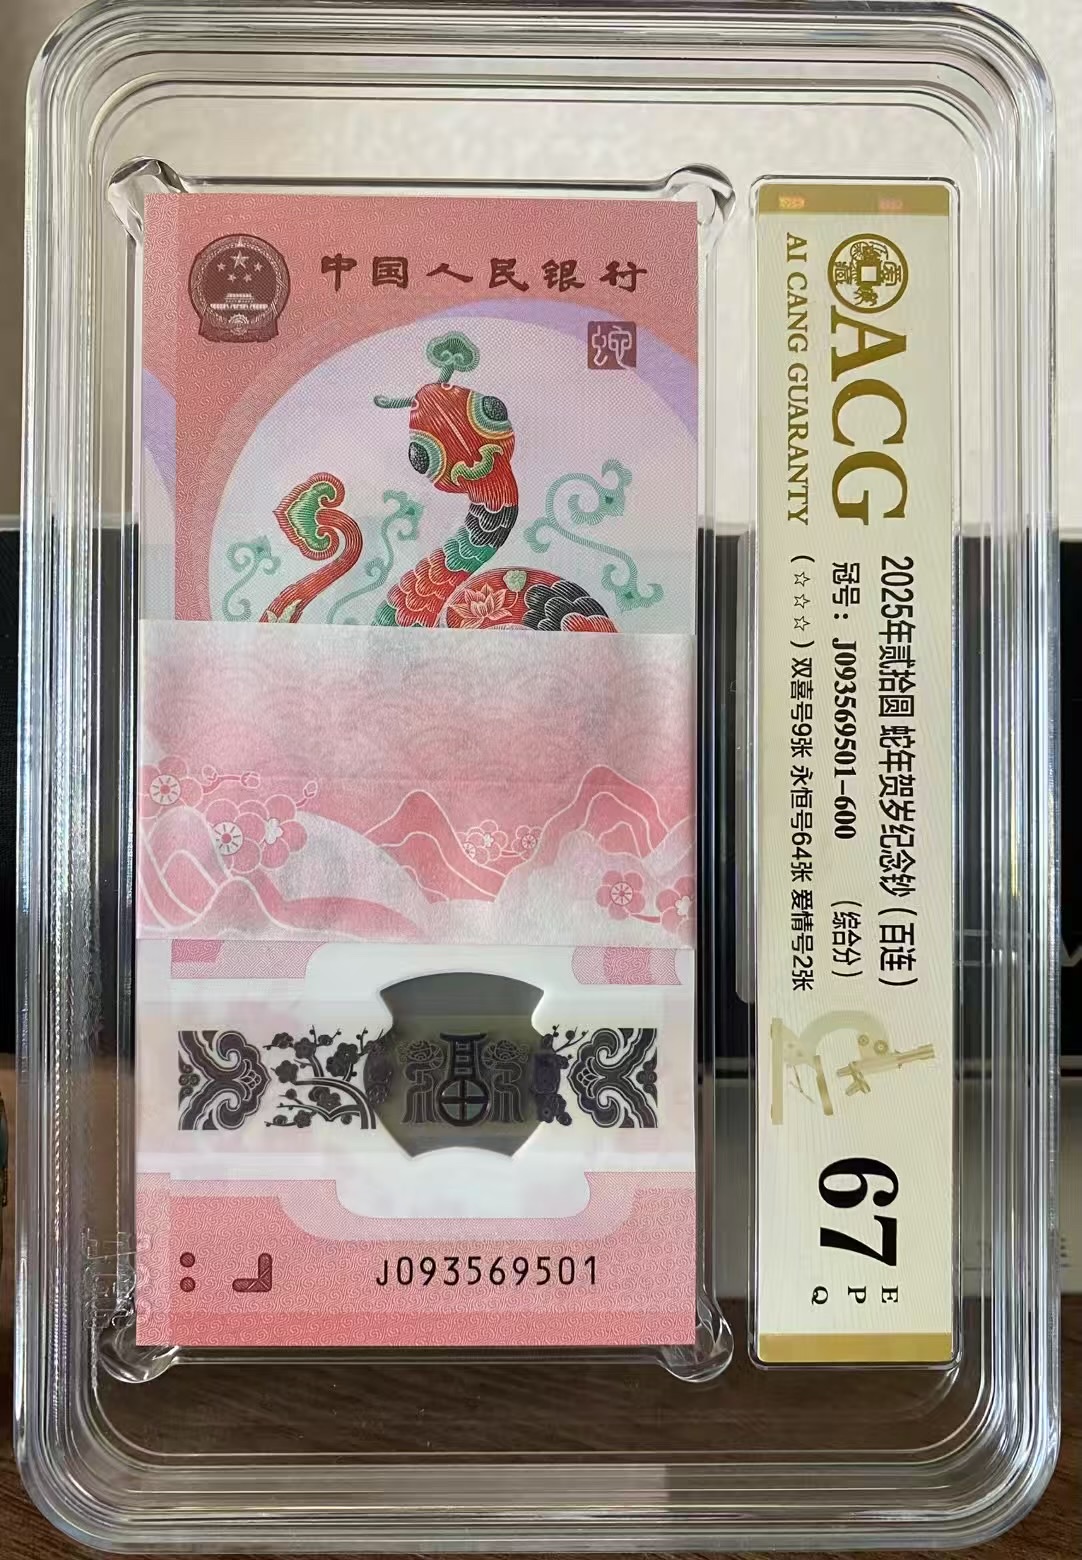 中国人民银行
蛇
J093569501
ACG
AI CANG GUARANTY
2025年贰拾圆 蛇年贺岁纪念钞（百连）
冠号：J093569501-600 （综合分）
（☆☆☆）双喜号9张 永恒号64张 爱情号2张
67
E
P
Q